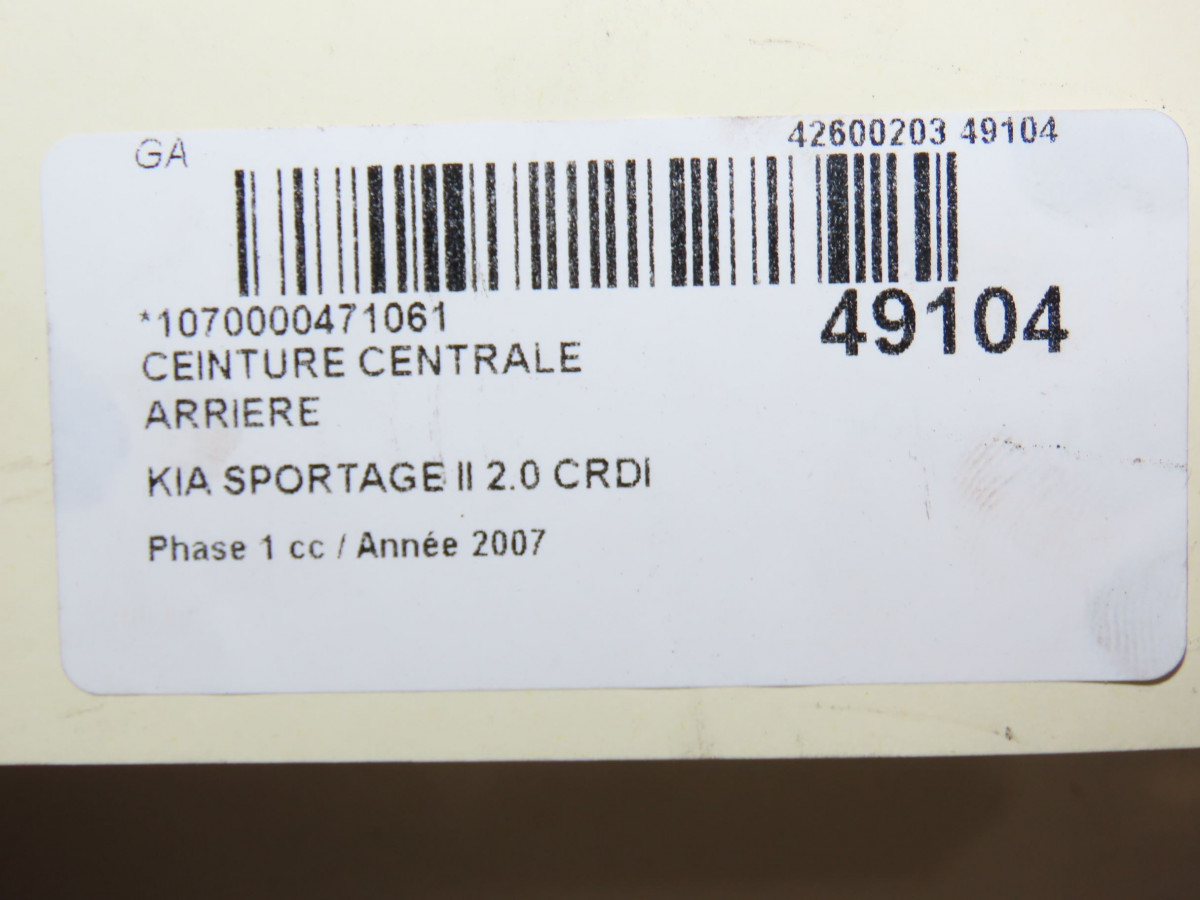 GA
42600203 49104
*1070000471061
49104
CEINTURE CENTRALE
ARRIERE
KIA SPORTAGE II 2.0 CRDI
Phase 1 cc / Année 2007